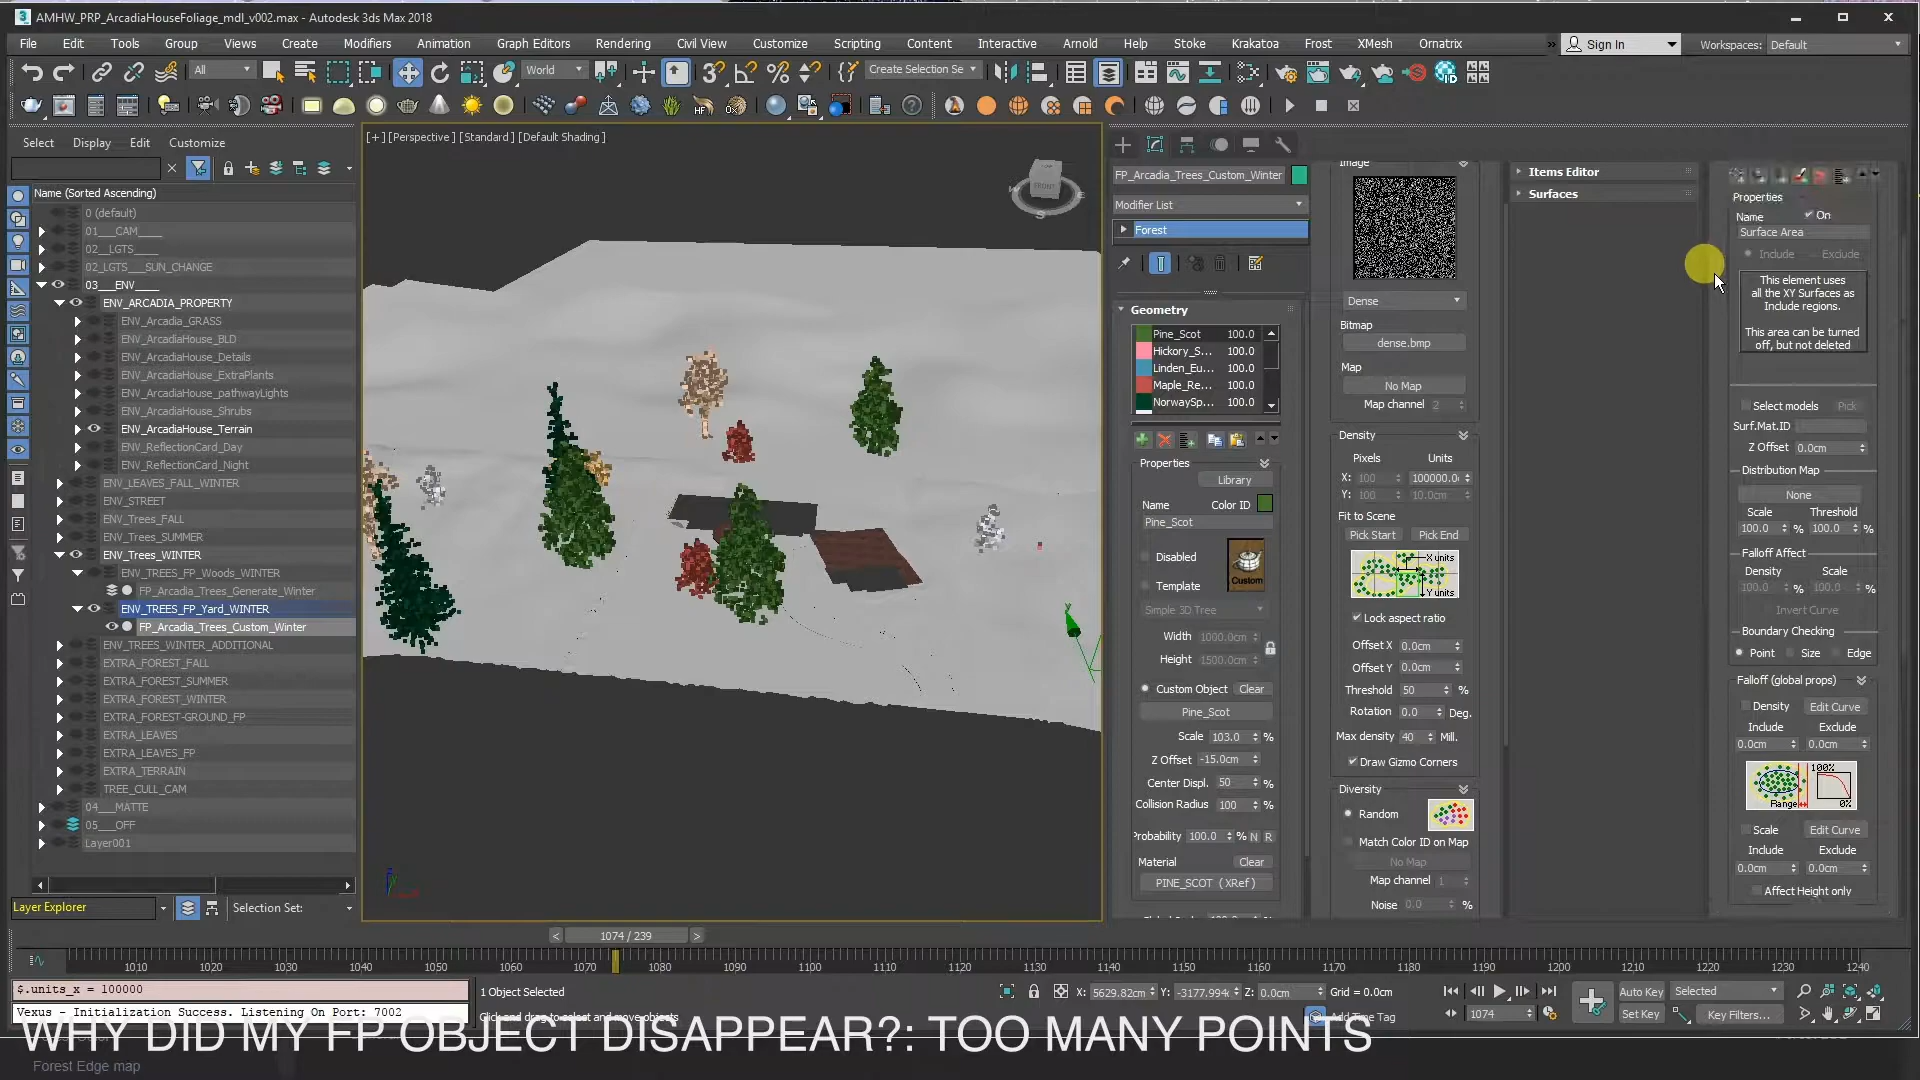 AMHW_PRP_ArcadiaHouseFoliage_mdl_v002.max - Autodesk 3ds Max 2018
File Edit Tools Group Views Create Modifiers Animation Graph Editors Rendering Civil View Customize Scripting Content Interactive Arnold Help Stoke Krakatoa Frost XMesh Ornatrix » Sign In Workspaces: Default
All World Create Selection Se
Select Display Edit Customize
Name (Sorted Ascending)
0 (default)
01___CAM____
02__LGTS____
02_LGTS___SUN_CHANGE
03___ENV____
ENV_ARCADIA_PROPERTY
ENV_Arcadia_GRASS
ENV_ArcadiaHouse_BLD
ENV_ArcadiaHouse_Details
ENV_ArcadiaHouse_ExtraPlants
ENV_ArcadiaHouse_pathwayLights
ENV_ArcadiaHouse_Shrubs
ENV_ArcadiaHouse_Terrain
ENV_ReflectionCard_Day
ENV_ReflectionCard_Night
ENV_LEAVES_FALL_WINTER
ENV_STREET
ENV_Trees_FALL
ENV_Trees_SUMMER
ENV_Trees_WINTER
ENV_TREES_FP_Woods_WINTER
FP_Arcadia_Trees_Generate_Winter
ENV_TREES_FP_Yard_WINTER
FP_Arcadia_Trees_Custom_Winter
ENV_TREES_WINTER_ADDITIONAL
EXTRA_FOREST_FALL
EXTRA_FOREST_SUMMER
EXTRA_FOREST_WINTER
EXTRA_FOREST-GROUND_FP
EXTRA_LEAVES
EXTRA_LEAVES_FP
EXTRA_TERRAIN
TREE_CULL_CAM
04___MATTE
05___OFF
Layer001
Layer Explorer
Selection Set:
[+] [Perspective] [Standard] [Default Shading]
FRONT
FP_Arcadia_Trees_Custom_Winter
Modifier List
Forest
Geometry
Pine_Scot 100.0
Hickory_S... 100.0
Linden_Eu... 100.0
Maple_Re... 100.0
NorwaySp... 100.0
Properties
Library
Name Color ID
Pine_Scot
Disabled
Template
Custom
Simple 3D Tree
Width 1000.0cm
Height 1500.0cm
Custom Object Clear
Pine_Scot
Scale 103.0 %
Z Offset -15.0cm
Center Displ. 50 %
Collision Radius 100 %
Probability 100.0 % N R
Material Clear
PINE_SCOT (XRef)
Image
Dense
Bitmap
dense.bmp
Map
No Map
Map channel 2
Density
Pixels Units
X: 100 100000.0
Y: 100 10.0cm
Fit to Scene
Pick Start Pick End
X units
Y units
Lock aspect ratio
Offset X 0.0cm
Offset Y 0.0cm
Threshold 50 %
Rotation 0.0 Deg.
Max density 40 Mill.
Draw Gizmo Corners
Diversity
Random
Match Color ID on Map
No Map
Map channel 1
Noise 0.0 %
Items Editor
Surfaces
Properties
Name On
Surface Area
Include Exclude
This element uses
all the XY Surfaces as
Include regions.
This area can be turned
off, but not deleted
Select models Pick
Surf.Mat.ID
Z Offset 0.0cm
Distribution Map
None
Scale Threshold
100.0 % 100.0 %
Falloff Affect
Density Scale
100.0 % 100.0 %
Invert Curve
Boundary Checking
Point Size Edge
Falloff (global props)
Density Edit Curve
Include Exclude
0.0cm 0.0cm
100%
Range 0%
Scale Edit Curve
Include Exclude
0.0cm 0.0cm
Affect Height only
< 1074 / 239 >
1010 1020 1030 1040 1050 1060 1070 1080 1090 1100 1110 1120 1130 1140 1150 1160 1170 1180 1190 1200 1210 1220 1230 1240
$.units_x = 100000
1 Object Selected
X: 5629.82cm Y: -3177.994 Z: 0.0cm Grid = 0.0cm
Auto Key Selected
Vexus - Initialization Success. Listening On Port: 7002
Click and drag to select and move objects
Add Time Tag
1074
Set Key Key Filters...
WHY DID MY FP OBJECT DISAPPEAR?: TOO MANY POINTS
Forest Edge map